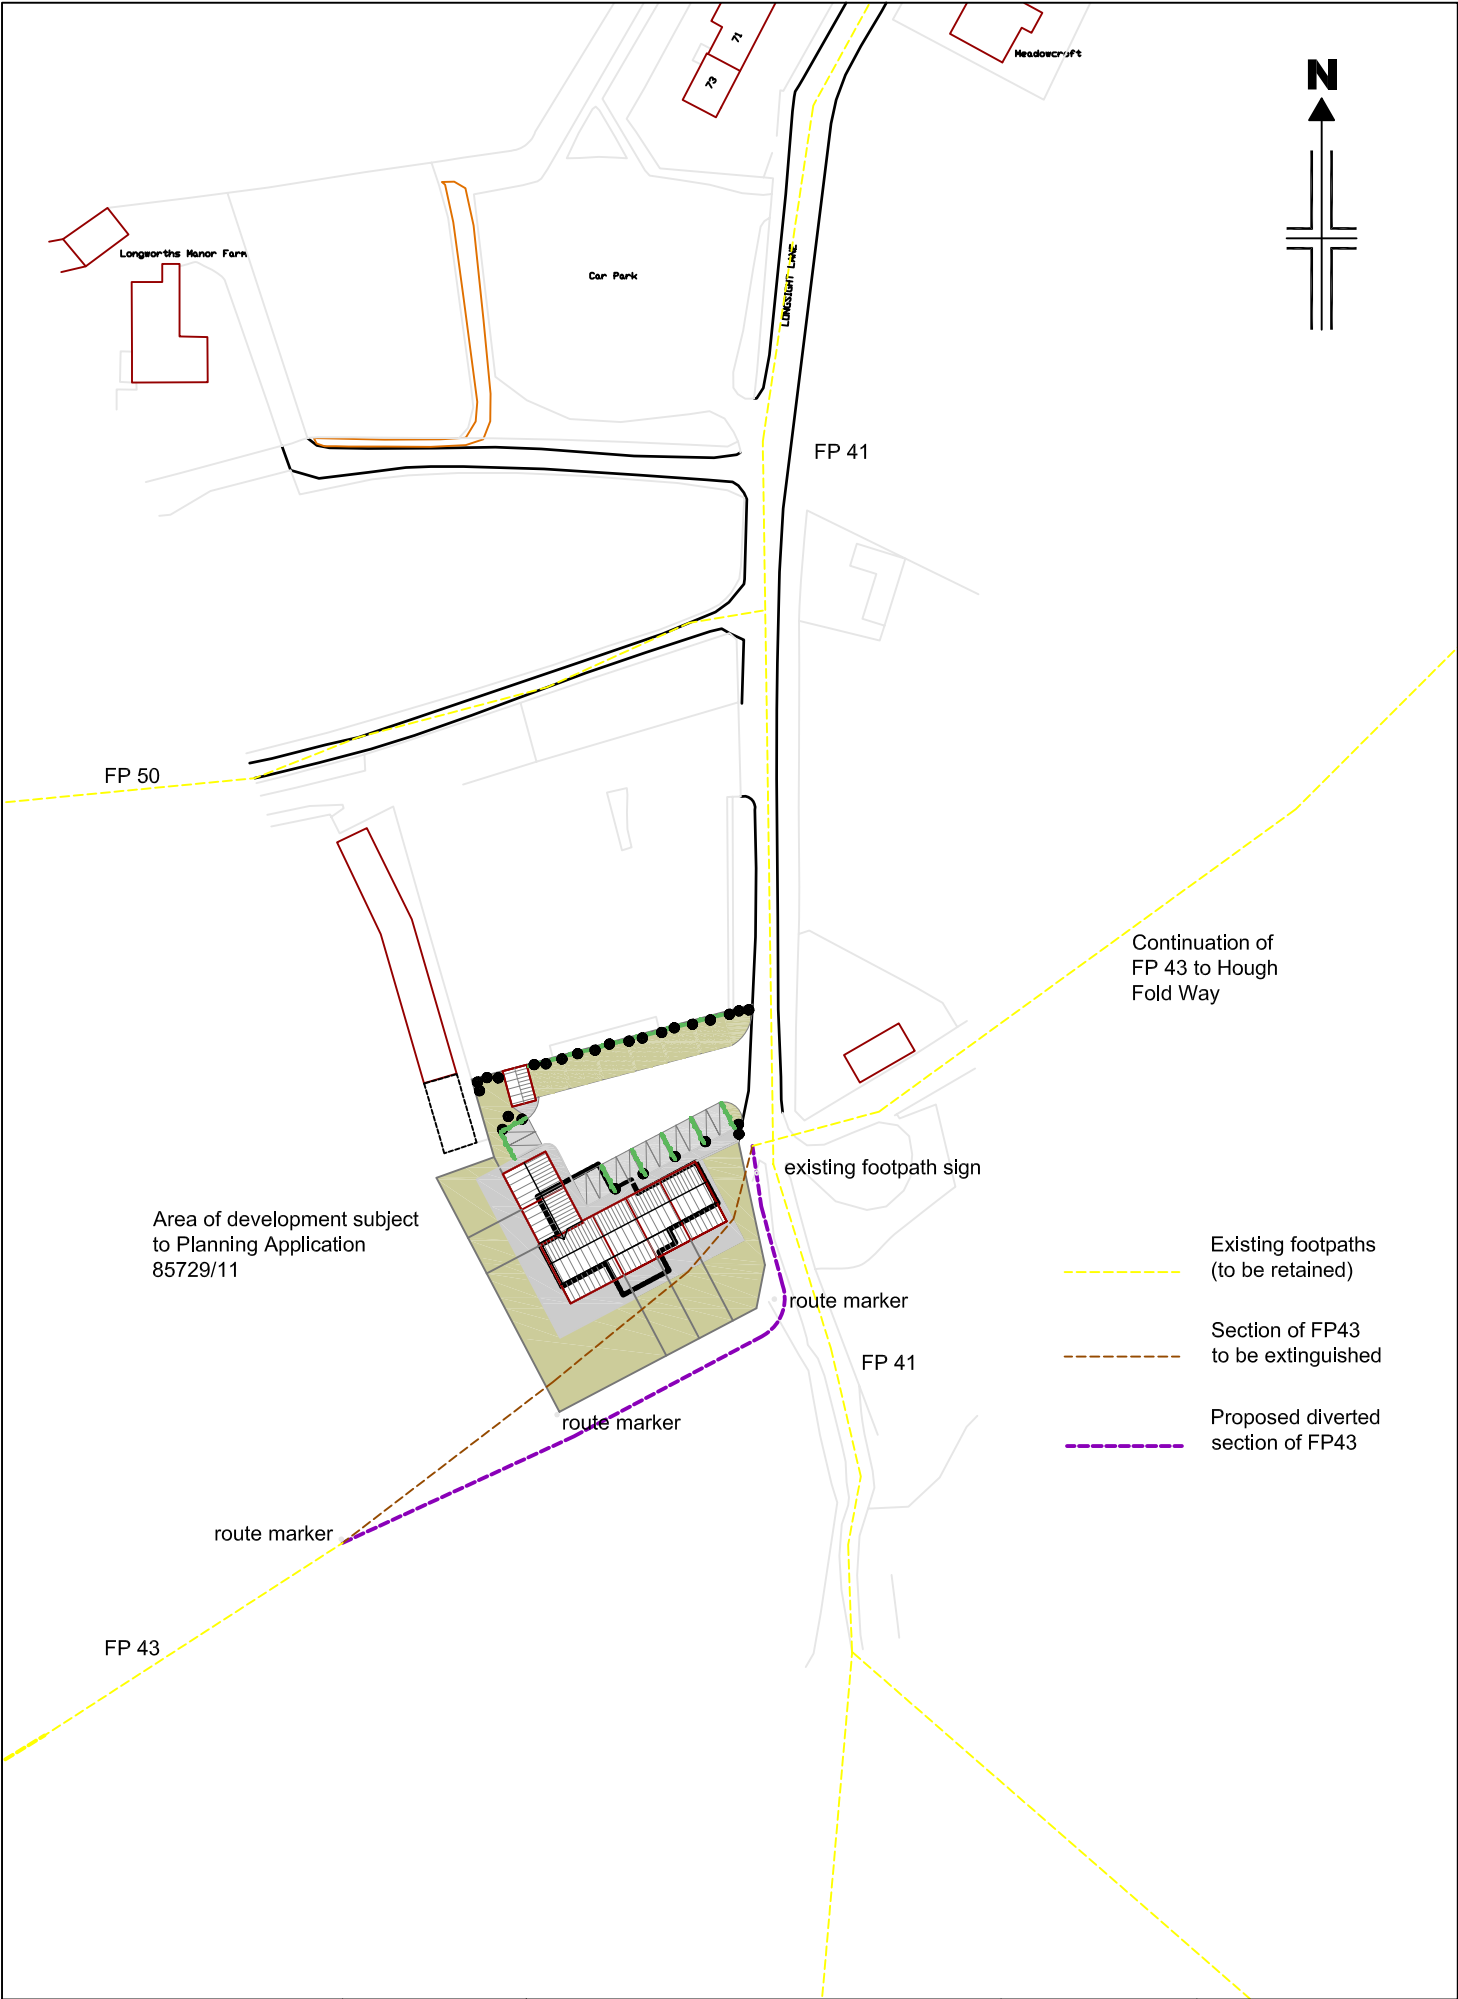 71
73
Meadowcroft
N
Longworths Manor Farm
Car Park
LONGSIGHT LANE
FP 41
FP 50
Continuation of
FP 43 to Hough
Fold Way
existing footpath sign
Area of development subject
to Planning Application
85729/11
Existing footpaths
(to be retained)
route marker
Section of FP43
to be extinguished
FP 41
Proposed diverted
section of FP43
route marker
route marker
FP 43